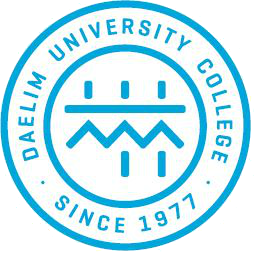 DAELIM UNIVERSITY COLLEGE
· SINCE 1977 ·